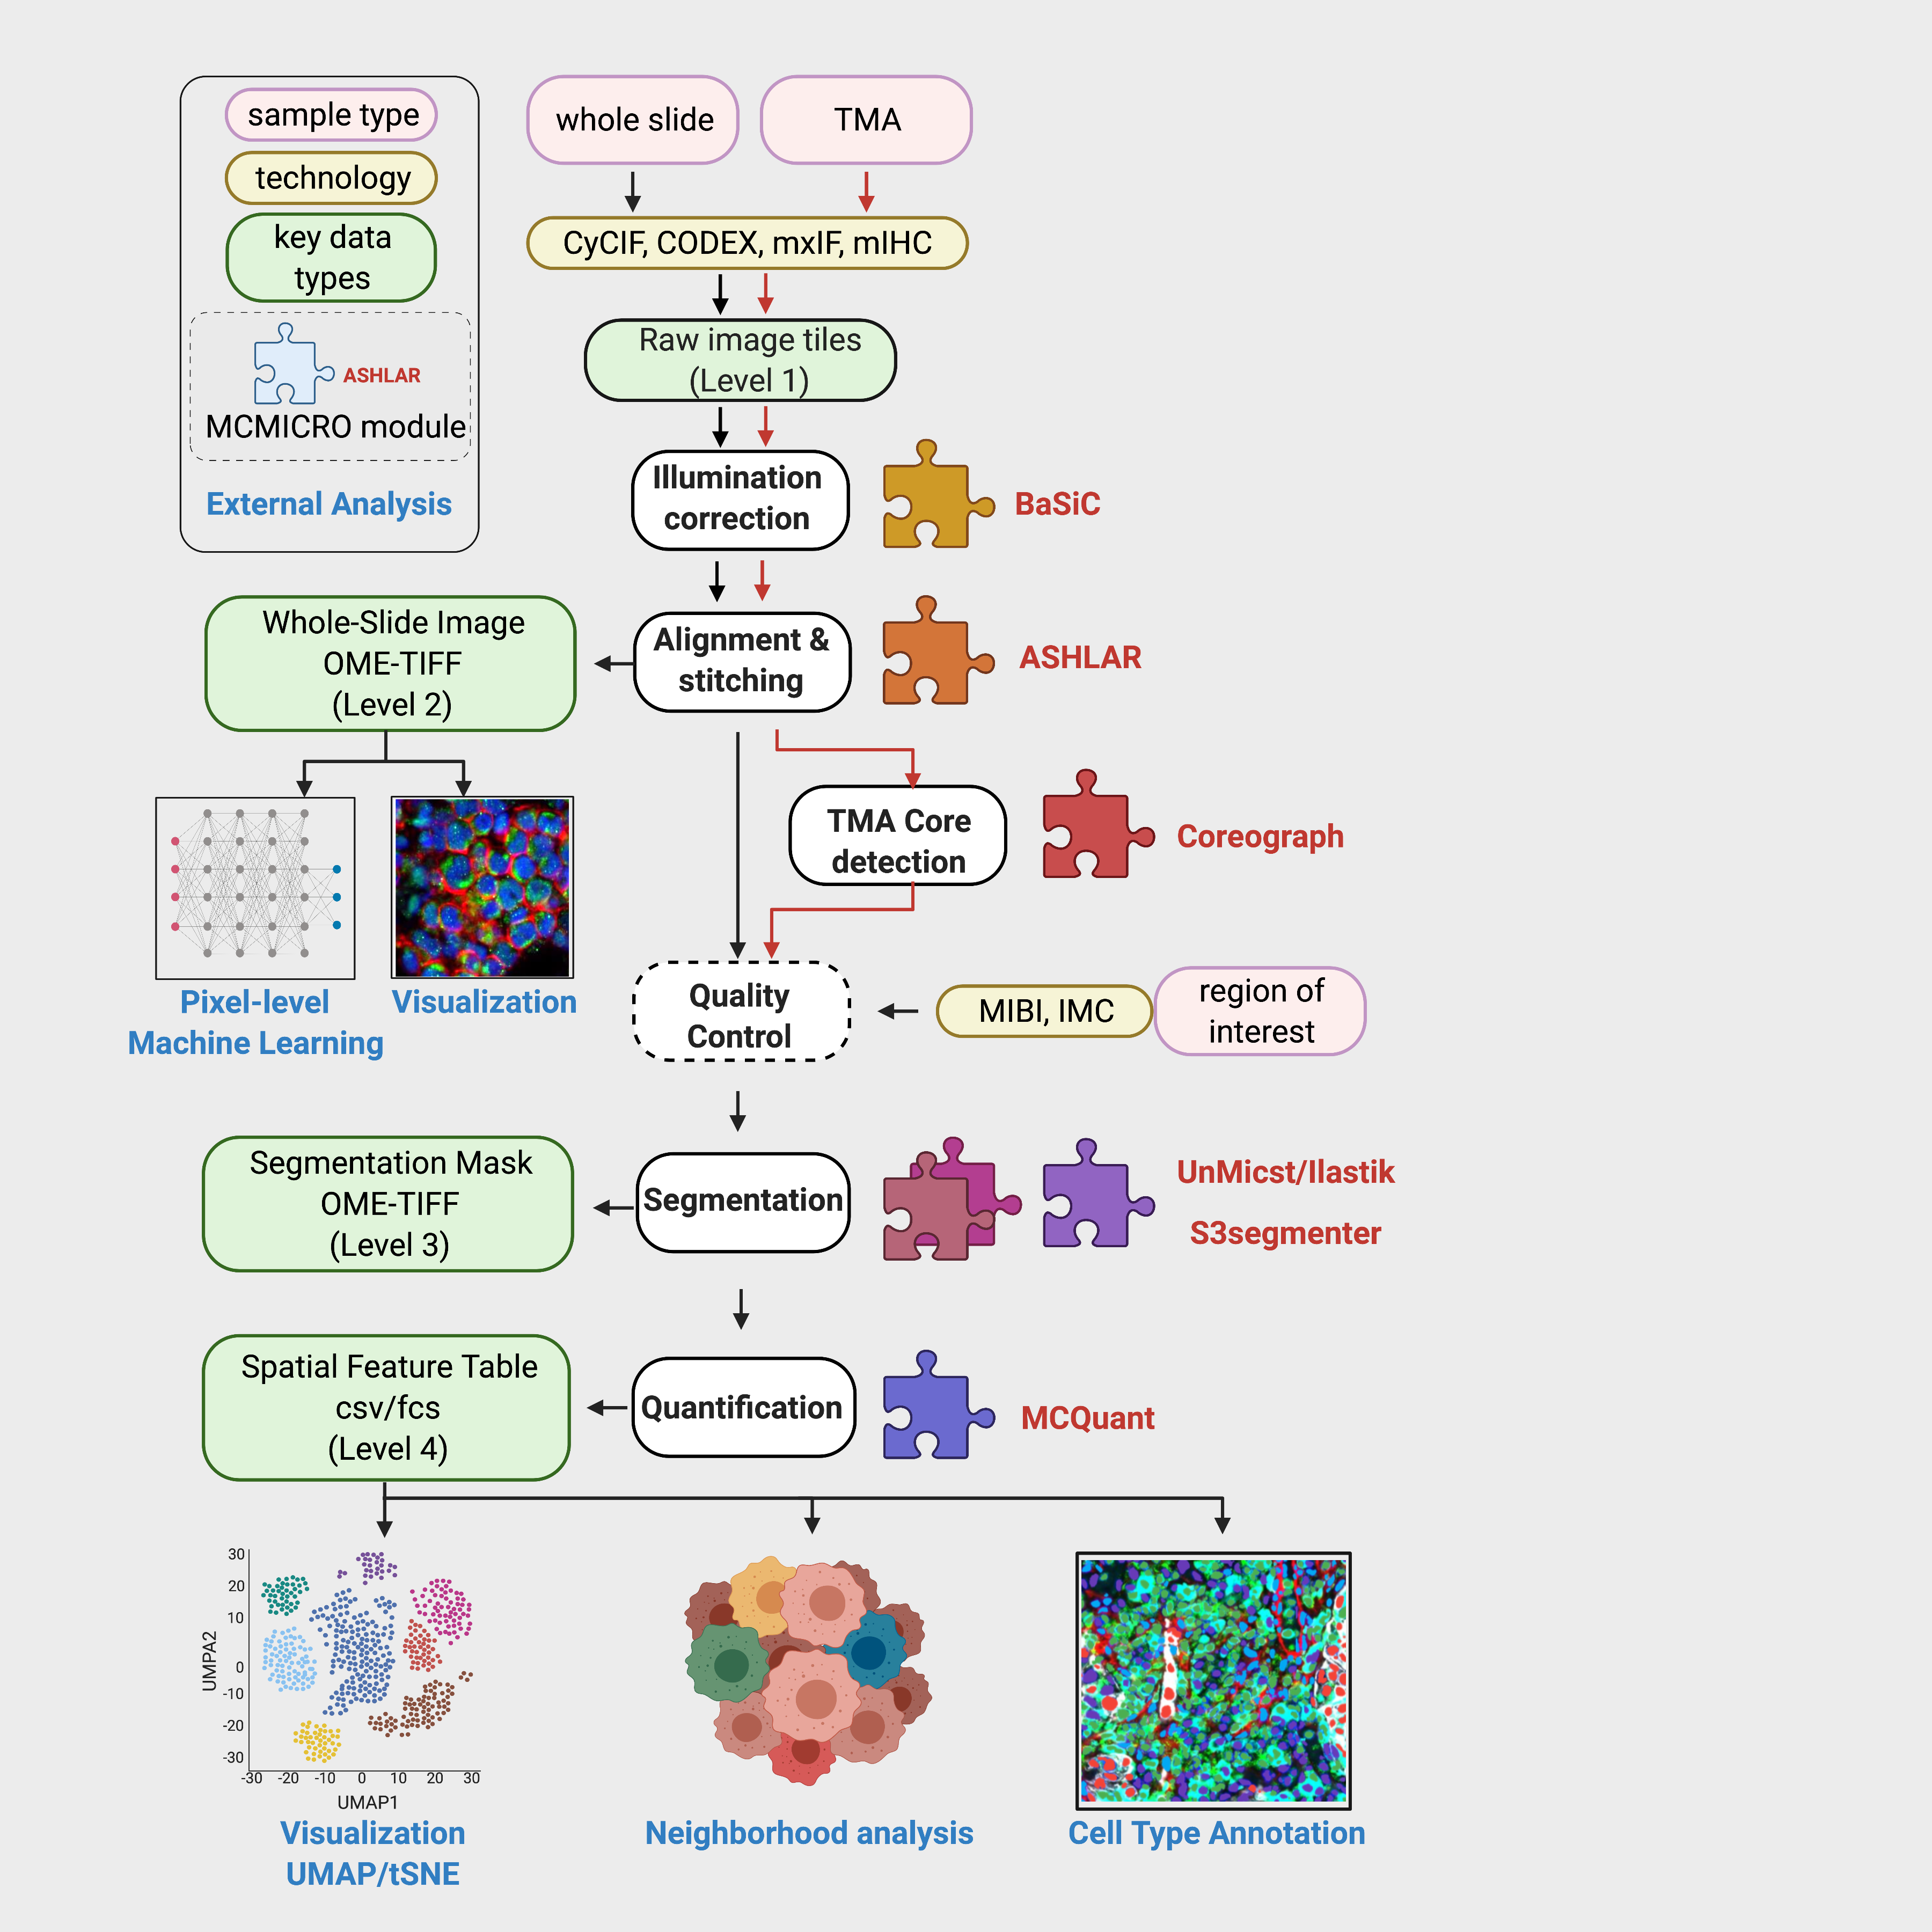 sample type
technology
key data
types
ASHLAR
MCMICRO module
External Analysis
whole slide
TMA
CyCIF, CODEX, mxIF, mIHC
Raw image tiles
(Level 1)
Illumination
correction
BaSiC
Whole-Slide Image
OME-TIFF
(Level 2)
Alignment &
stitching
ASHLAR
TMA Core
detection
Coreograph
Pixel-level
Machine Learning
Visualization
Quality
Control
MIBI, IMC
region of
interest
Segmentation Mask
OME-TIFF
(Level 3)
Segmentation
UnMicst/Ilastik
S3segmenter
Spatial Feature Table
csv/fcs
(Level 4)
Quantification
MCQuant
30
20
10
0
-10
-20
-30
UMPA2
-30 -20 -10 0 10 20 30
UMAP1
Visualization
UMAP/tSNE
Neighborhood analysis
Cell Type Annotation